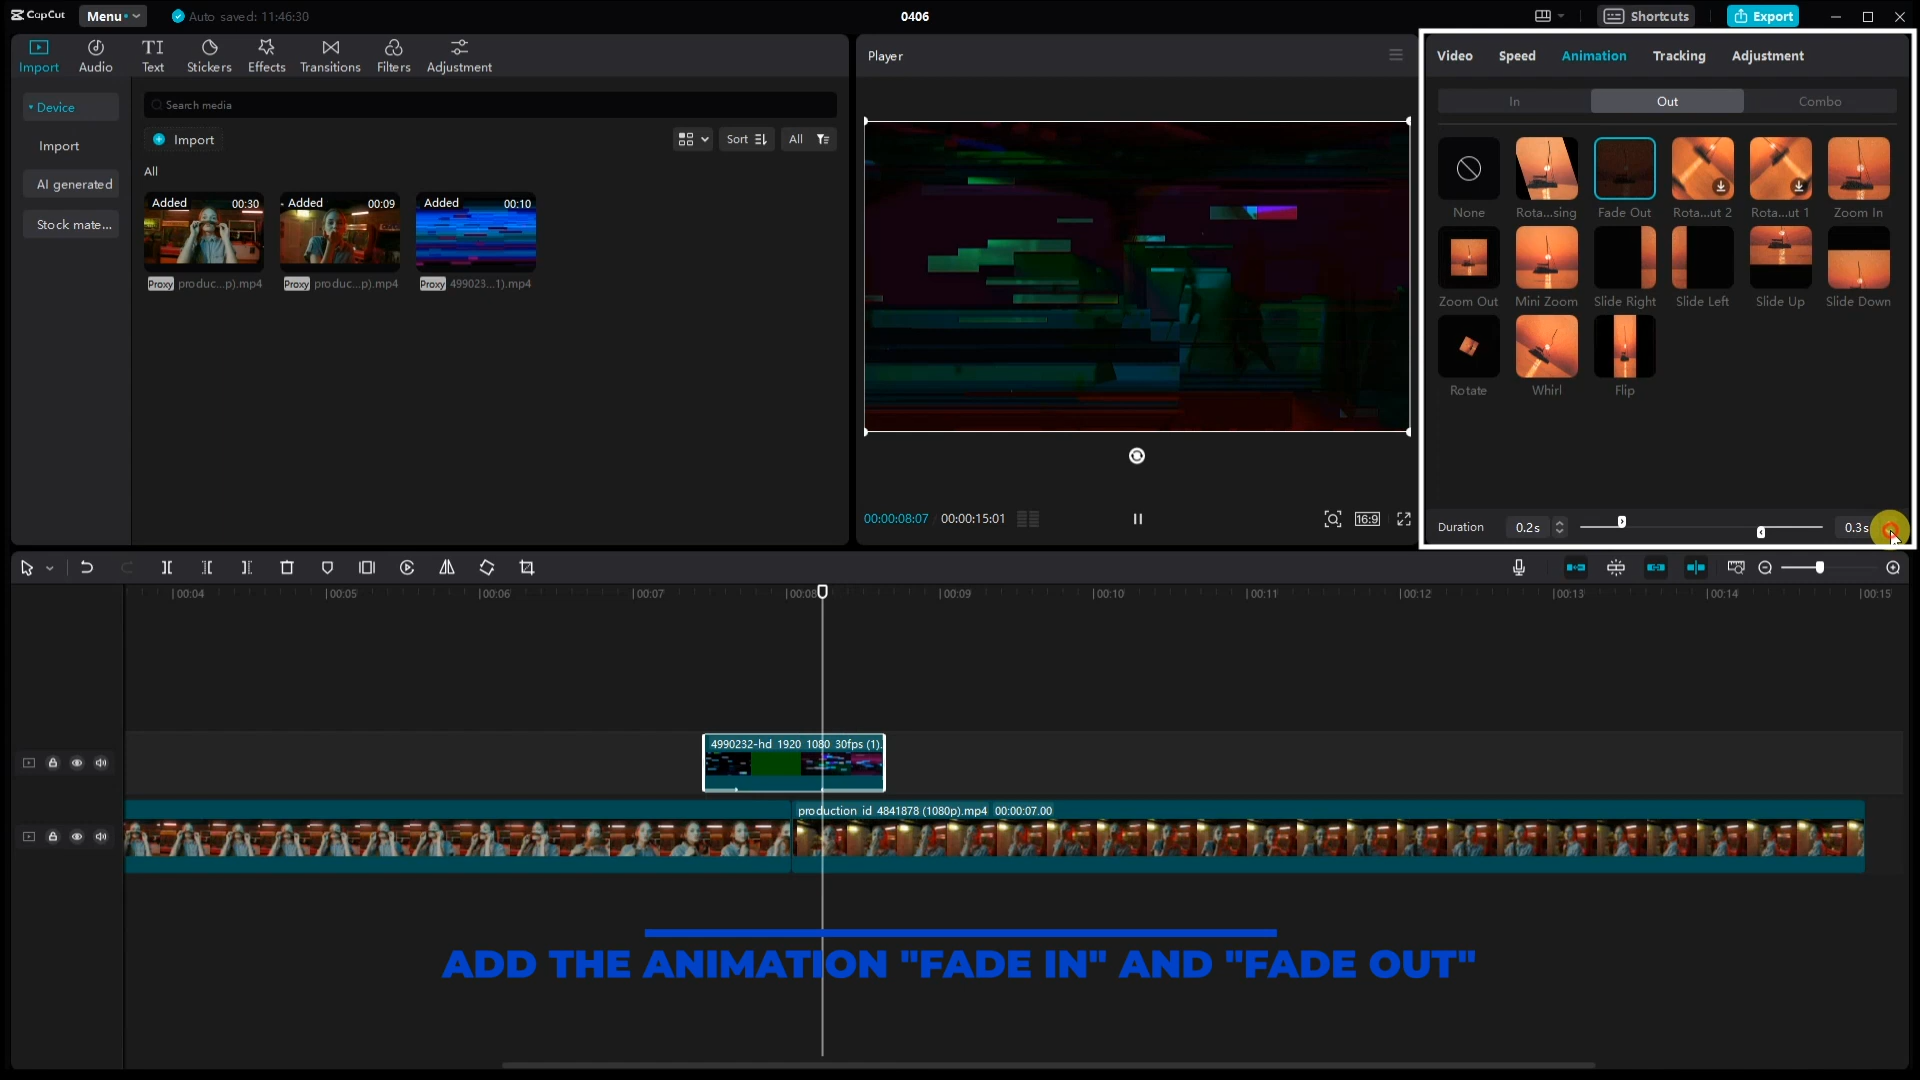 CapCut
Menu
Auto saved: 11:46:30
0406
Shortcuts
Export
Import
Audio
TI
Text
Stickers
Effects
Transitions
Filters
Adjustment
Device
Import
AI generated
Stock mate...
Search media
Import
Sort
All
All
Added 00:30
Added 00:09
Added 00:10
Proxy produc...p).mp4
Proxy produc...p).mp4
Proxy 499023...1).mp4
Player
00:00:08:07
00:00:15:01
16:9
Video
Speed
Animation
Tracking
Adjustment
In
Out
Combo
None
Rota...sing
Fade Out
Rota...ut 2
Rota...ut 1
Zoom In
Zoom Out
Mini Zoom
Slide Right
Slide Left
Slide Up
Slide Down
Rotate
Whirl
Flip
Duration
0.2s
0.3s
00:04
00:05
00:06
00:07
00:08
00:09
00:10
00:11
00:12
00:13
00:14
00:15
4990232-hd 1920 1080 30fps (1).
production id 4841878 (1080p).mp4 00:00:07.00
ADD THE ANIMATION "FADE IN" AND "FADE OUT"